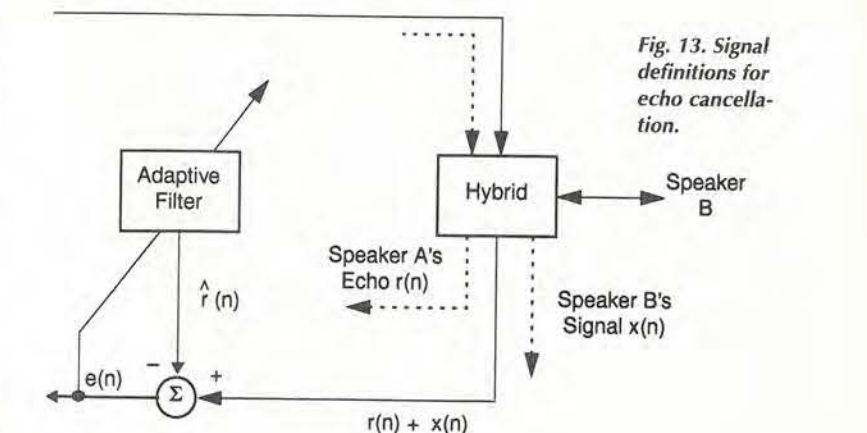 Fig. 13. Signal
definitions for
echo cancella-
tion.
Adaptive
Filter
Hybrid
Speaker
B
Speaker A's
Echo r(n)
r̂ (n)
Speaker B's
Signal x(n)
e(n)
−
+
Σ
r(n) + x(n)